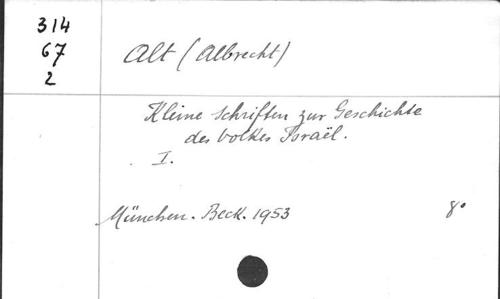 314
67
2
Alt (Albrecht)
Kleine Schriften zur Geschichte
des Volkes Israël.
I.
München. Beck. 1953 8°